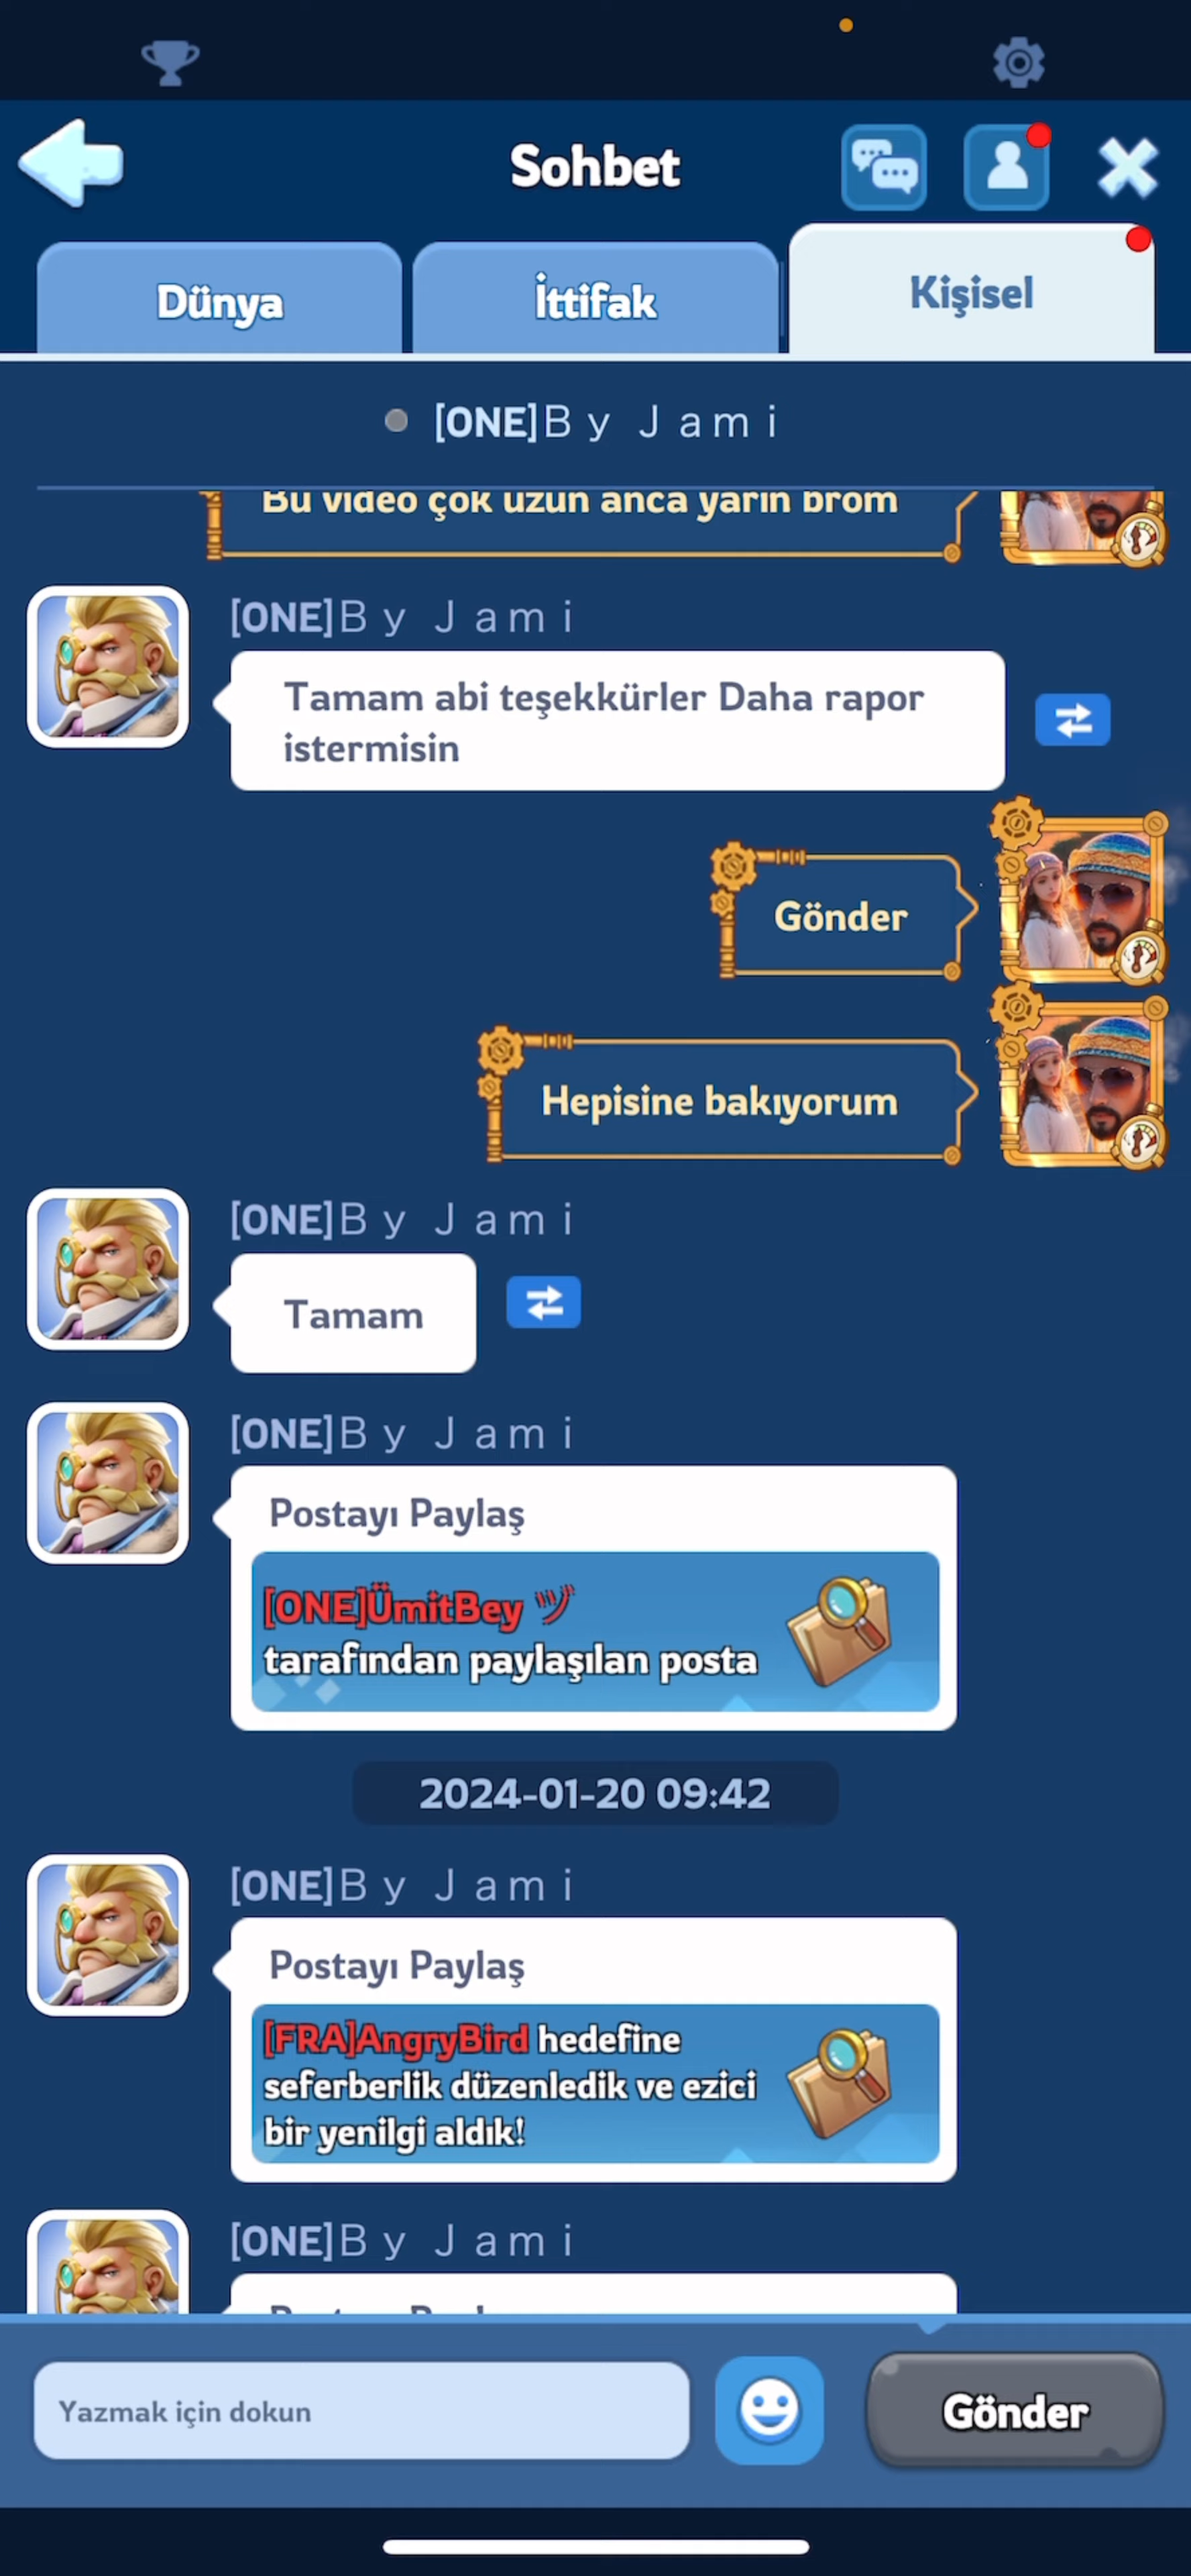 Sohbet
Dünya
İttifak
Kişisel
[ONE]B y J a m i
Bu video çok uzun anca yarın brom
[ONE]B y J a m i
Tamam abi teşekkürler Daha rapor
istermisin
Gönder
Hepisine bakıyorum
[ONE]B y J a m i
Tamam
[ONE]B y J a m i
Postayı Paylaş
[ONE]ÜmitBey ヅ
tarafından paylaşılan posta
2024-01-20 09:42
[ONE]B y J a m i
Postayı Paylaş
[FRA]AngryBird hedefine
seferberlik düzenledik ve ezici
bir yenilgi aldık!
[ONE]B y J a m i
Yazmak için dokun
Gönder